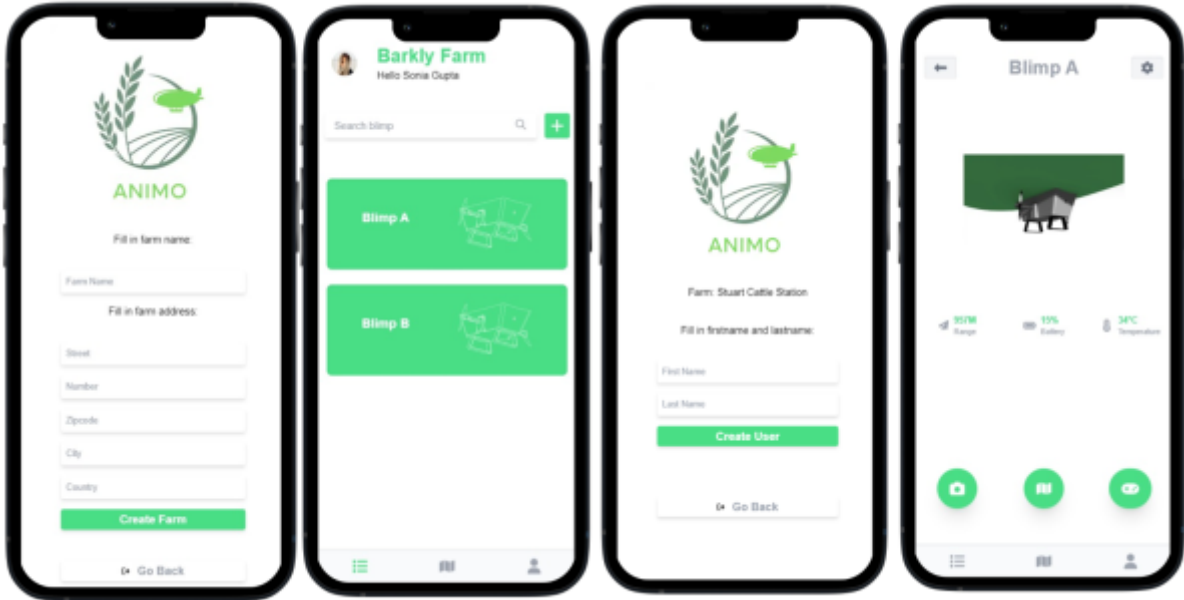 ANIMO
Fill in farm name:
Farm Name
Fill in farm address:
Street
Number
Zipcode
City
Country
Create Farm
Go Back
Barkly Farm
Hello Sonia Gupta
Search blimp
Blimp A
Blimp B
ANIMO
Farm: Stuart Cattle Station
Fill in firstname and lastname:
First Name
Last Name
Create User
Go Back
Blimp A
957M
Range
15%
Battery
34°C
Temperature